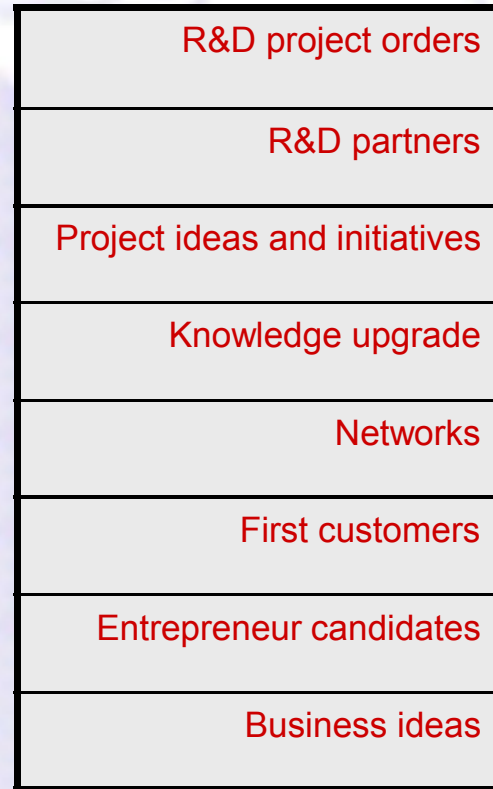 R&D project orders
R&D partners
Project ideas and initiatives
Knowledge upgrade
Networks
First customers
Entrepreneur candidates
Business ideas